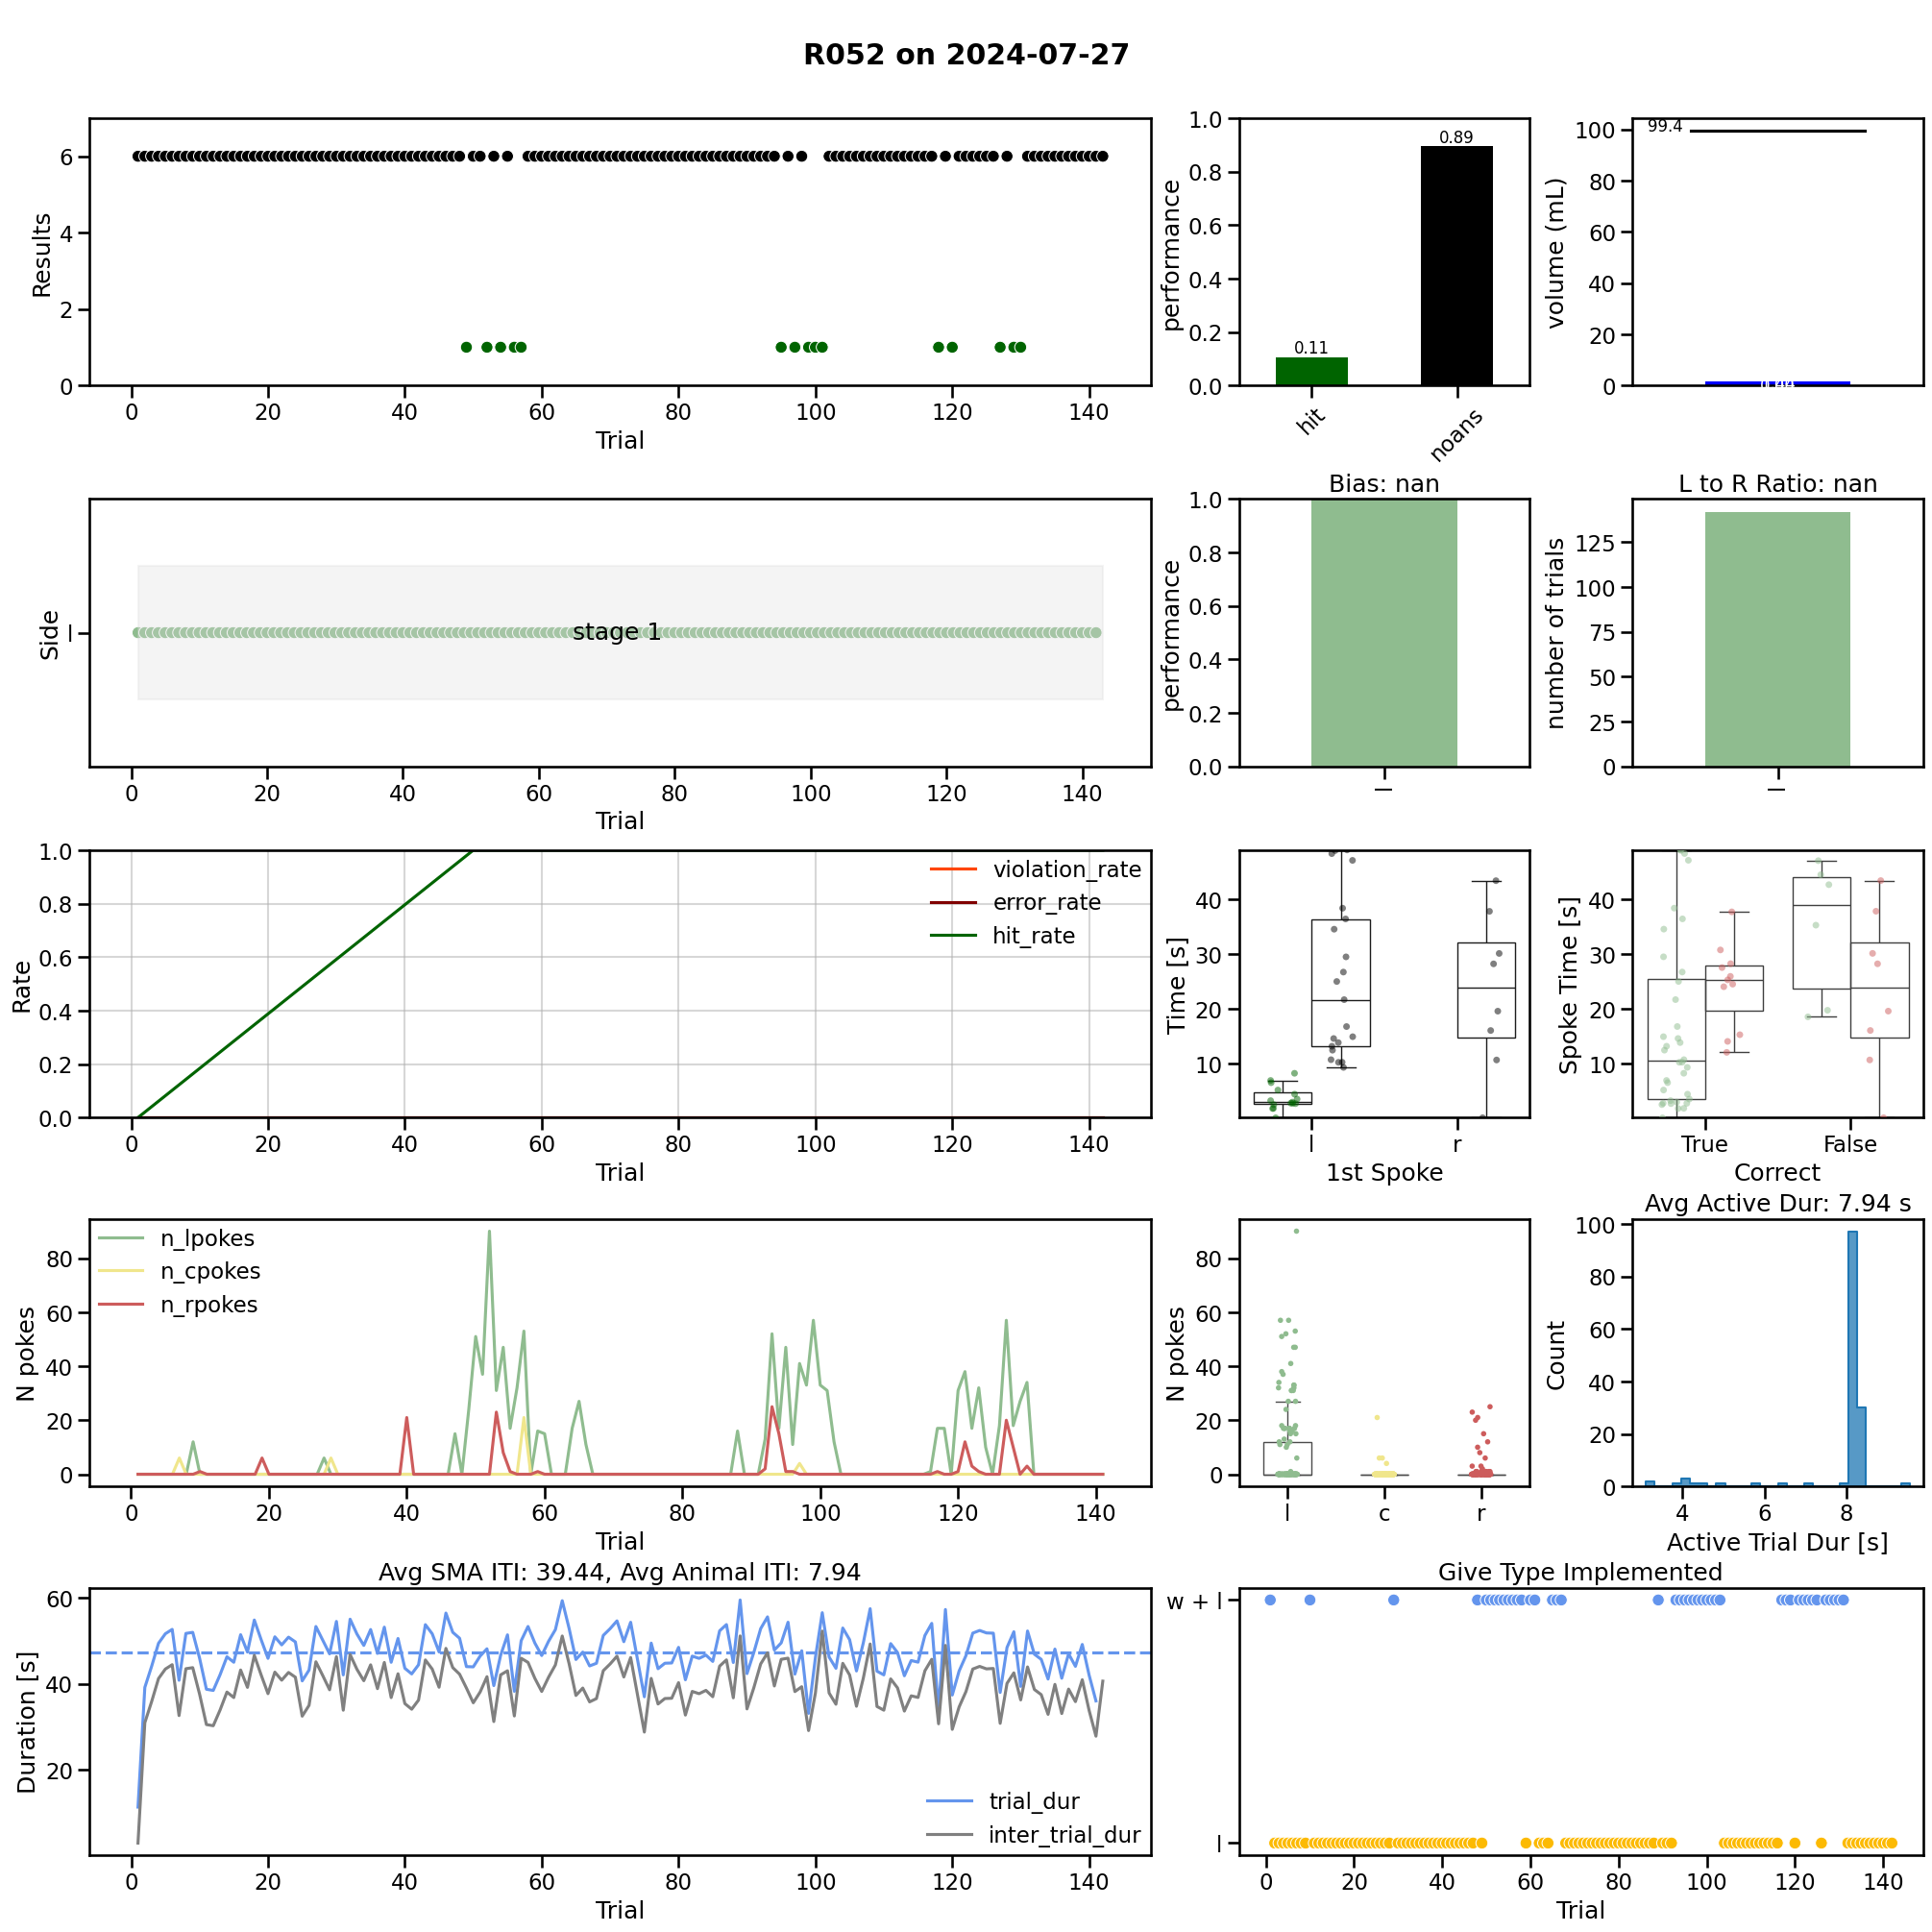 R052 on 2024-07-27
Results
6
4
2
0
0 20 40 60 80 100 120 140
Trial
performance
1.0
0.8
0.6
0.4
0.2
0.0
0.11
0.89
hit noans
volume (mL)
100
80
60
40
20
0
99.4
Side
l
stage 1
0 20 40 60 80 100 120 140
Trial
Bias: nan
performance
1.0
0.8
0.6
0.4
0.2
0.0
l
L to R Ratio: nan
number of trials
125
100
75
50
25
0
l
Rate
1.0
0.8
0.6
0.4
0.2
0.0
violation_rate
error_rate
hit_rate
0 20 40 60 80 100 120 140
Trial
Time [s]
40
30
20
10
l r
1st Spoke
Spoke Time [s]
40
30
20
10
True False
Correct
N pokes
80
60
40
20
0
n_lpokes
n_cpokes
n_rpokes
0 20 40 60 80 100 120 140
Trial
N pokes
80
60
40
20
0
l c r
Avg Active Dur: 7.94 s
Count
100
80
60
40
20
0
4 6 8
Active Trial Dur [s]
Avg SMA ITI: 39.44, Avg Animal ITI: 7.94
Duration [s]
60
40
20
trial_dur
inter_trial_dur
0 20 40 60 80 100 120 140
Trial
Give Type Implemented
w + l
l
0 20 40 60 80 100 120 140
Trial